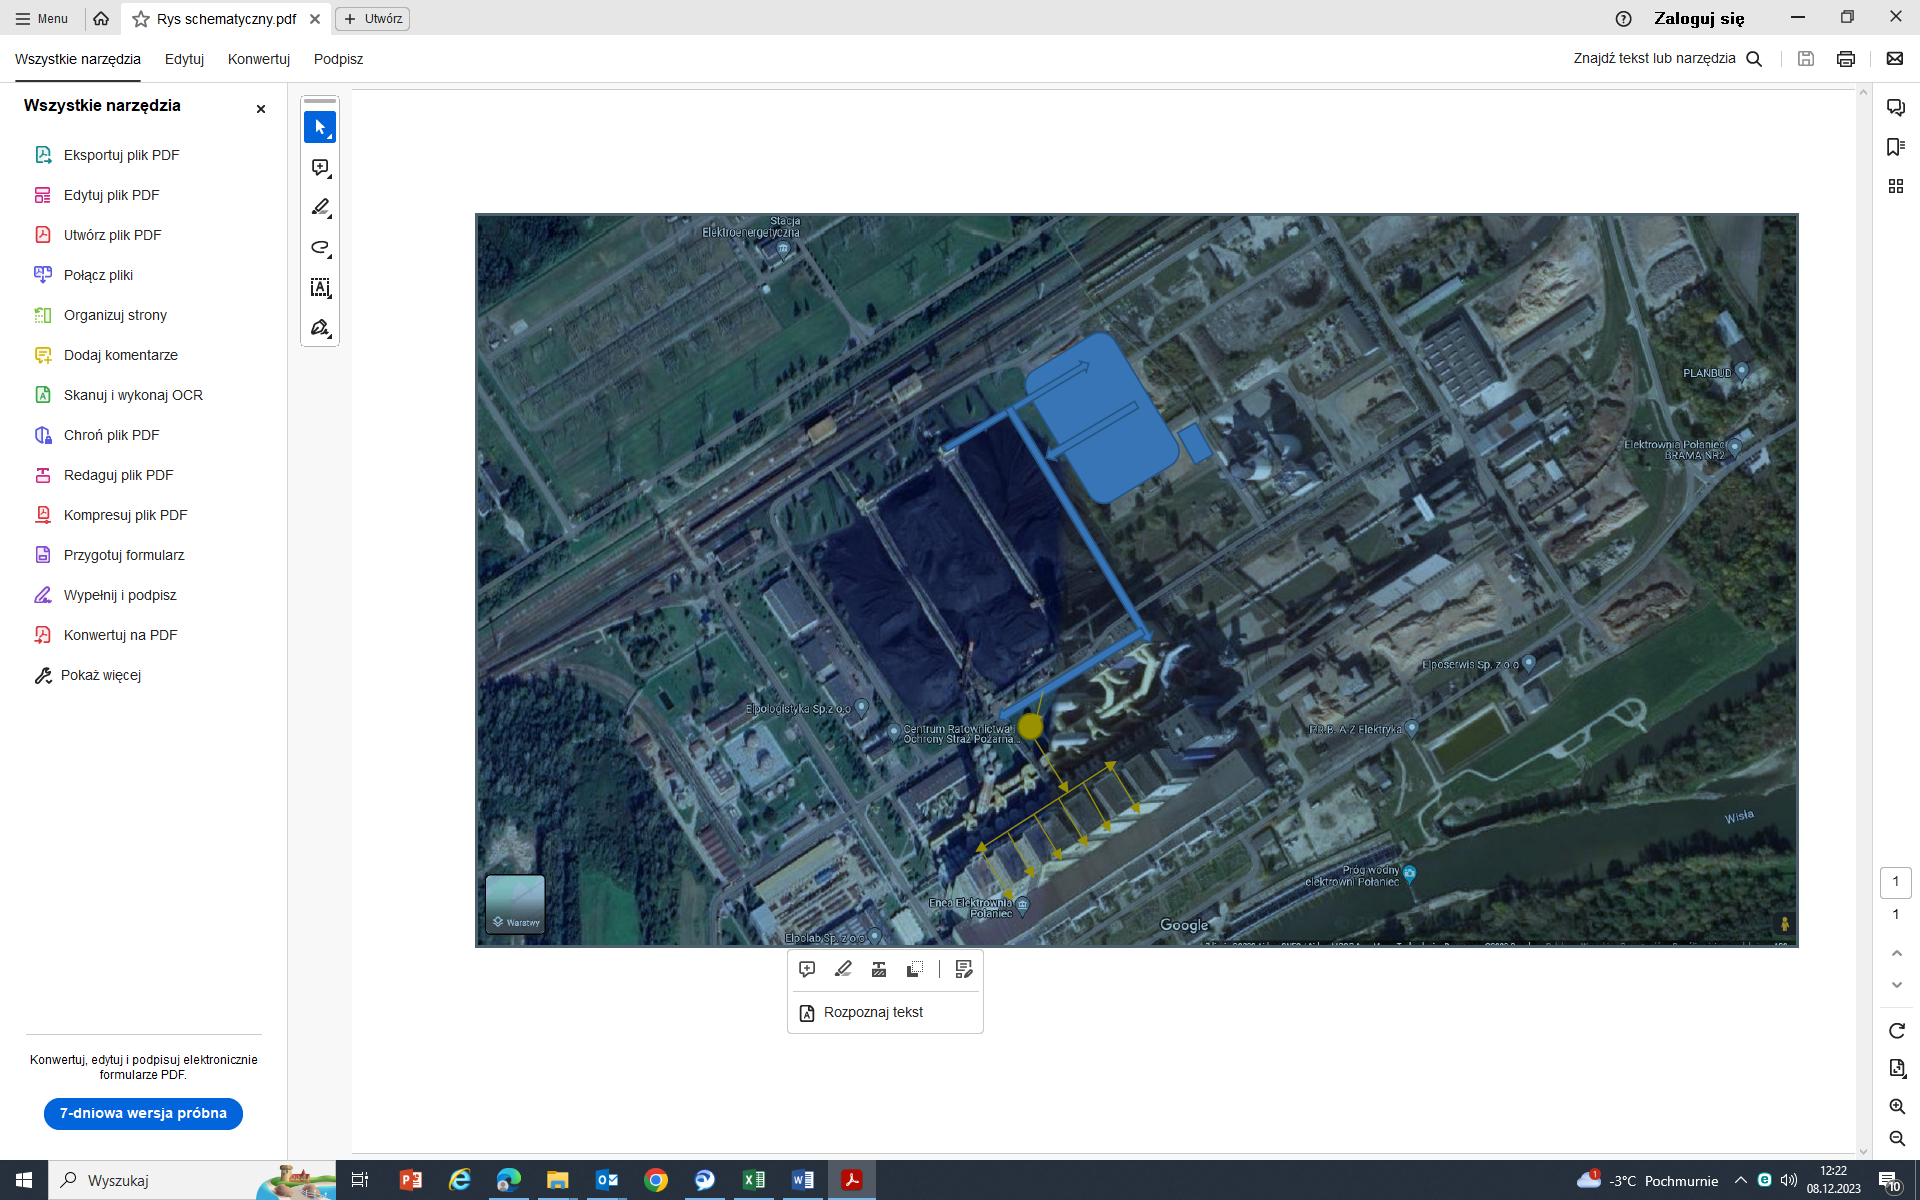 Menu
Rys schematyczny.pdf
Utwórz
Zaloguj się
Wszystkie narzędzia
Edytuj
Konwertuj
Podpisz
Znajdź tekst lub narzędzia
Wszystkie narzędzia
Eksportuj plik PDF
Edytuj plik PDF
Utwórz plik PDF
Połącz pliki
Organizuj strony
Dodaj komentarze
Skanuj i wykonaj OCR
Chroń plik PDF
Redaguj plik PDF
Kompresuj plik PDF
Przygotuj formularz
Wypełnij i podpisz
Konwertuj na PDF
Pokaż więcej
Konwertuj, edytuj i podpisuj elektronicznie
formularze PDF.
7-dniowa wersja próbna
Stacja
Elektroenergetyczna
PLANBUD
Elektrownia Połaniec
BRAMA NR2
Elposerwis Sp. z o.o
Elpologistyka Sp.z o.o
Centrum Ratownictwa i
Ochrony Straż Pożarna...
P.R.B. A-Z Elektryka
Wisła
Próg wodny
elektrowni Połaniec
Enea Elektrownia
Połaniec
Elpolab Sp. z o.o
Warstwy
Google
Rozpoznaj tekst
1
1
Wyszukaj
1
-3°C Pochmurnie
12:22
08.12.2023
10